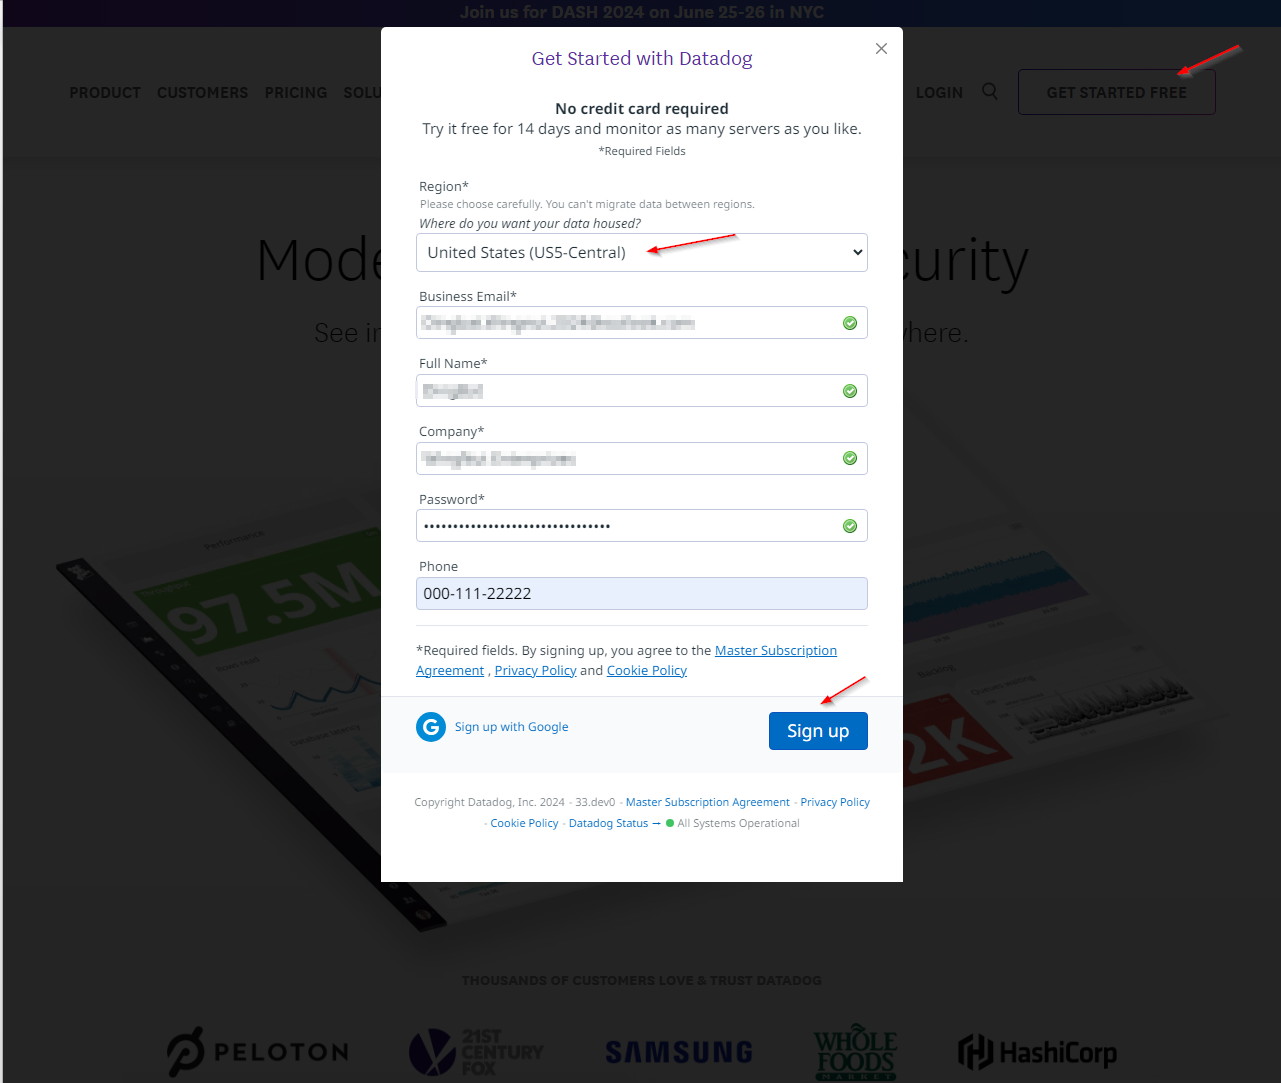 Join us for DASH 2024 on June 25-26 in NYC
Get Started with Datadog
PRODUCT CUSTOMERS PRICING SOLU
LOGIN
GET STARTED FREE
No credit card required
Try it free for 14 days and monitor as many servers as you like.
*Required Fields
Region*
Please choose carefully. You can't migrate data between regions.
Where do you want your data housed?
United States (US5-Central)
Mode
curity
Business Email*
See in
here.
Full Name*
Company*
Password*
•••••••••••••••••••••••••••••••
Performance
Throughput
97.5M
Phone
000-111-22222
*Required fields. By signing up, you agree to the Master Subscription
Agreement , Privacy Policy and Cookie Policy
Backlog
2K
Sign up with Google
Sign up
Copyright Datadog, Inc. 2024 - 33.dev0 - Master Subscription Agreement - Privacy Policy
- Cookie Policy - Datadog Status → All Systems Operational
THOUSANDS OF CUSTOMERS LOVE & TRUST DATADOG
PELOTON
21ST
CENTURY
FOX
SAMSUNG
WHOLE
FOODS
MARKET
HashiCorp